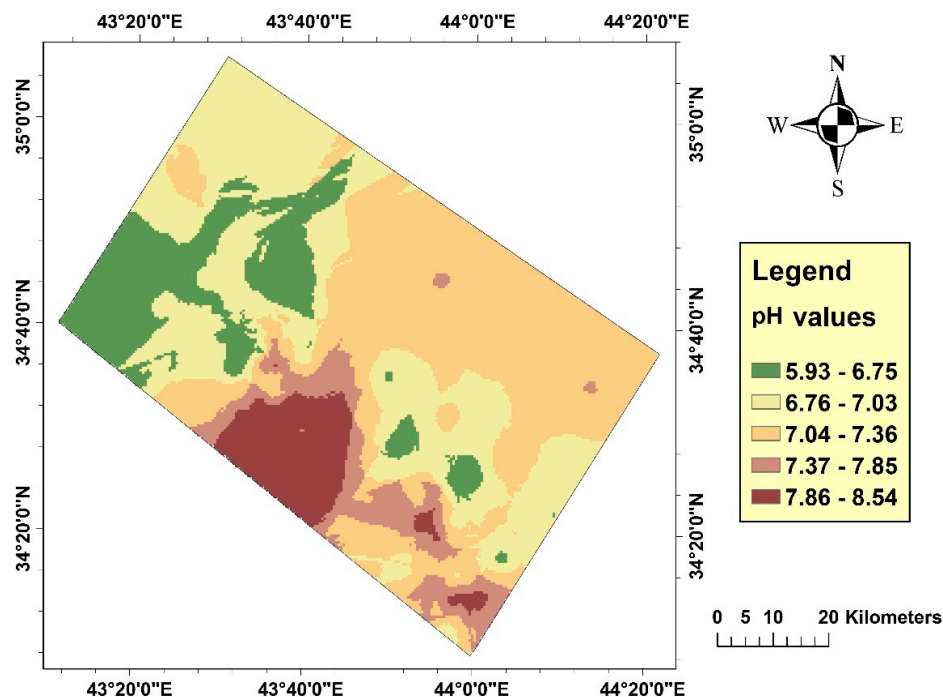 43°20'0"E 43°40'0"E 44°0'0"E 44°20'0"E
35°0'0"N
34°40'0"N
34°20'0"N
35°0'0"N
34°40'0"N
34°20'0"N
43°20'0"E 43°40'0"E 44°0'0"E 44°20'0"E
N
W E
S
Legend
pH values
5.93 - 6.75
6.76 - 7.03
7.04 - 7.36
7.37 - 7.85
7.86 - 8.54
0 5 10 20 Kilometers